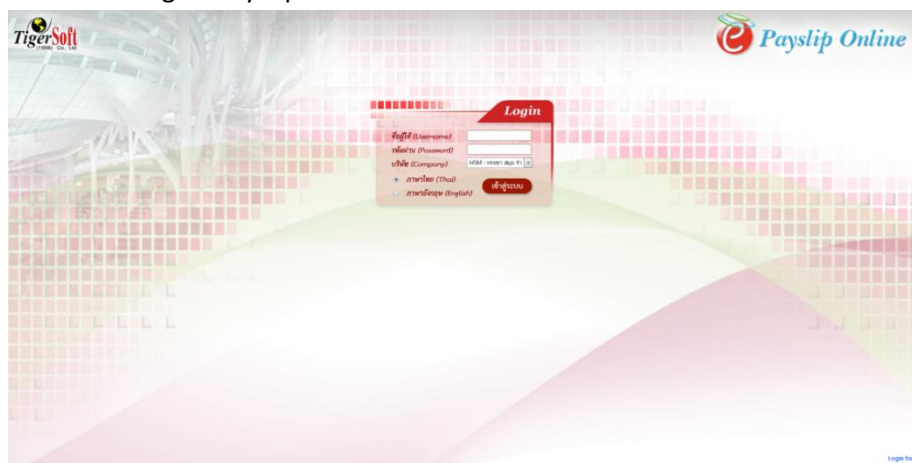 TigerSoft
(1998) Co., Ltd
e Payslip Online
Login
ชื่อผู้ใช้ (Username)
รหัสผ่าน (Password)
บริษัท (Company)
ภาษาไทย (Thai)
ภาษาอังกฤษ (English)
เข้าสู่ระบบ
Login for